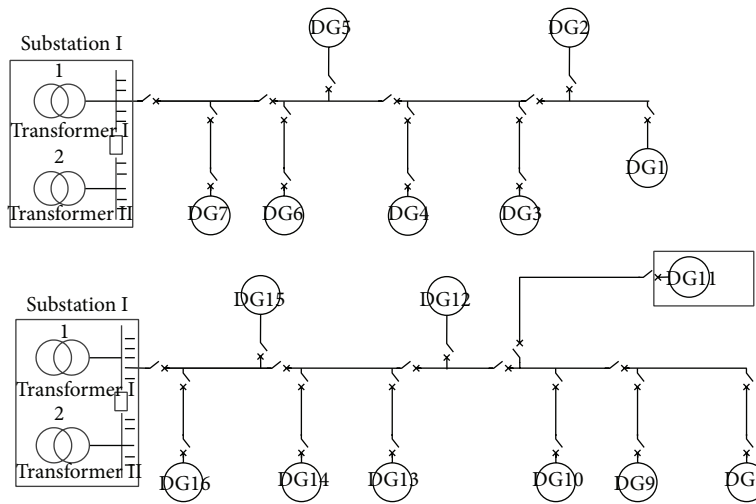 Substation I
1
Transformer I
2
Transformer II
DG5
DG2
DG1
DG7
DG6
DG4
DG3
Substation I
1
Transformer I
2
Transformer II
DG15
DG12
DG11
DG16
DG14
DG13
DG10
DG9
DG